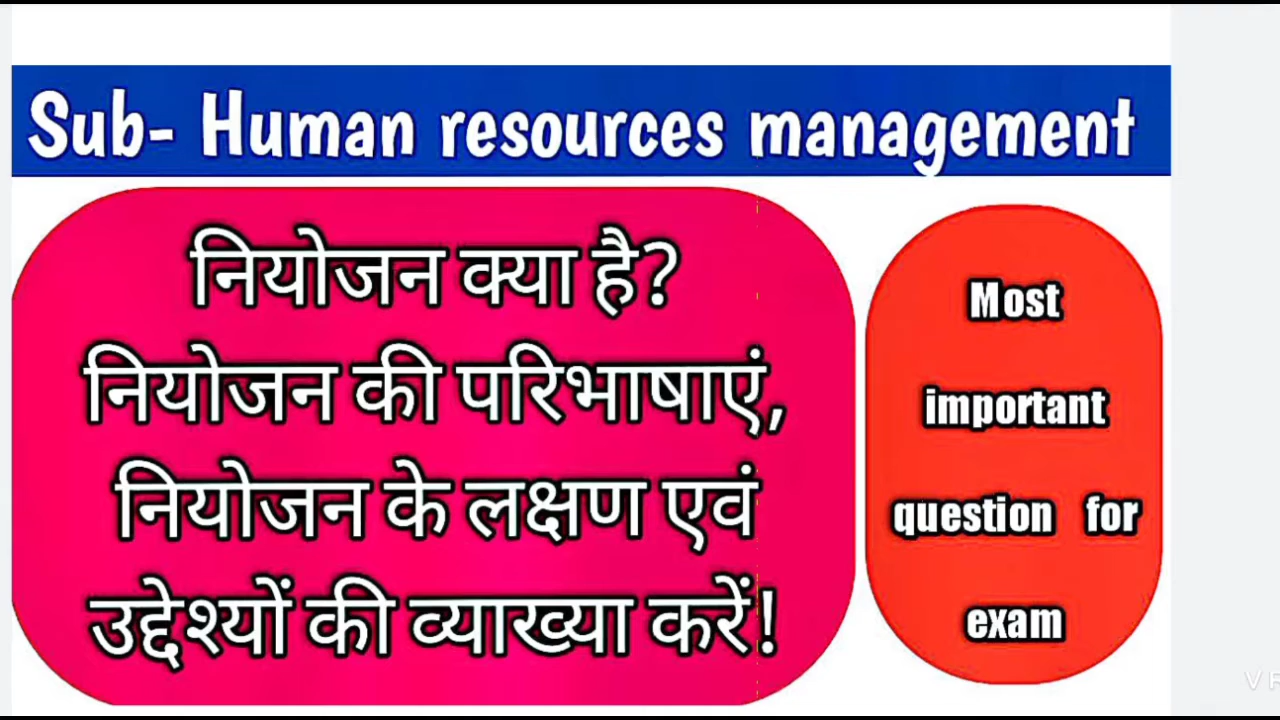 Sub- Human resources management
नियोजन क्या है?
नियोजन की परिभाषाएं,
नियोजन के लक्षण एवं
उद्देश्यों की व्याख्या करें!
Most
important
question for
exam